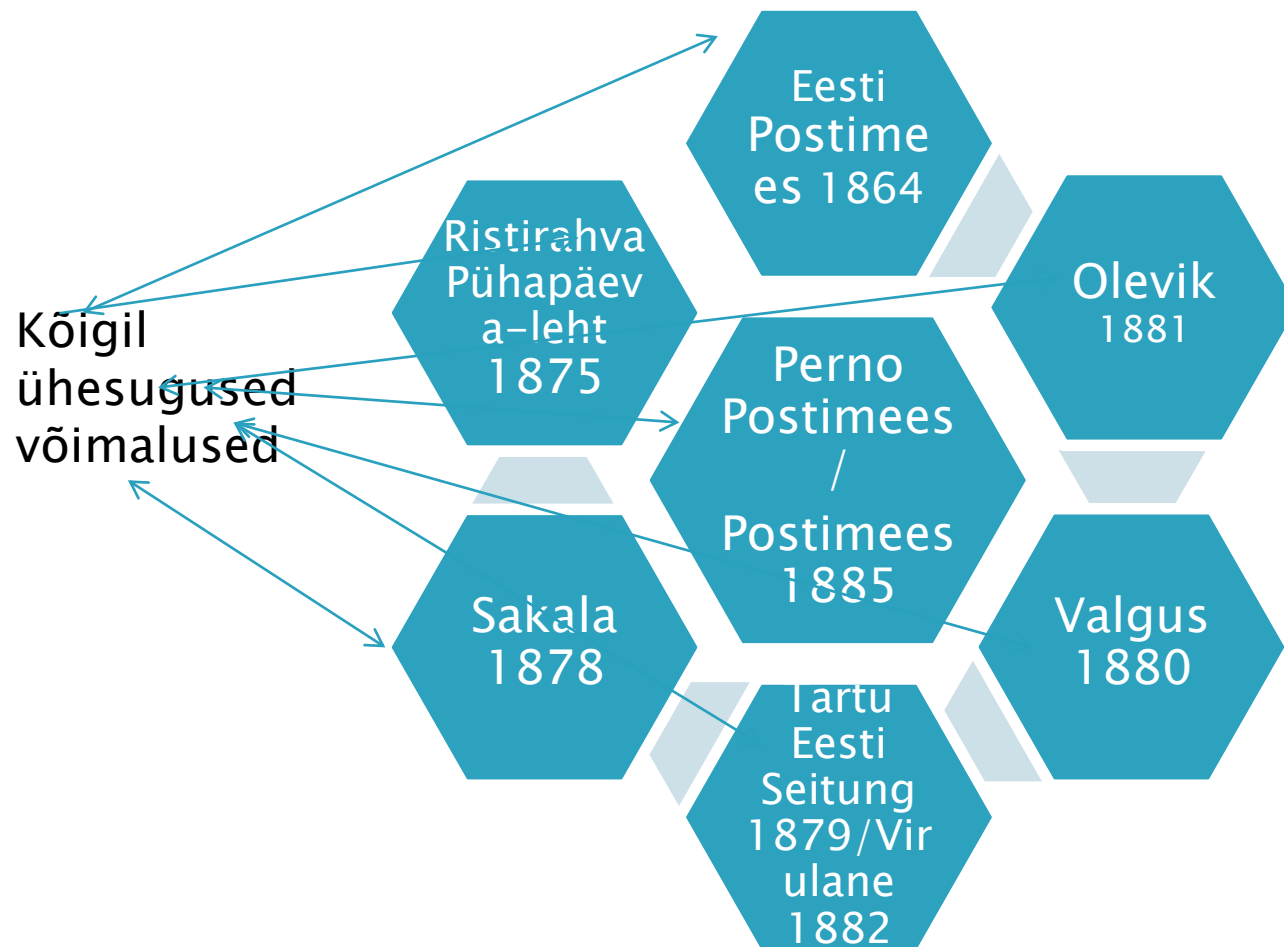 Eesti
Postime
es 1864
Ristirahva
Pühapäev
a-leht
1875
Olevik
1881
Kõigil
ühesugused
võimalused
Perno
Postimees
/
Postimees
1885
Sakala
1878
Valgus
1880
Tartu
Eesti
Seitung
1879/Vir
ulane
1882